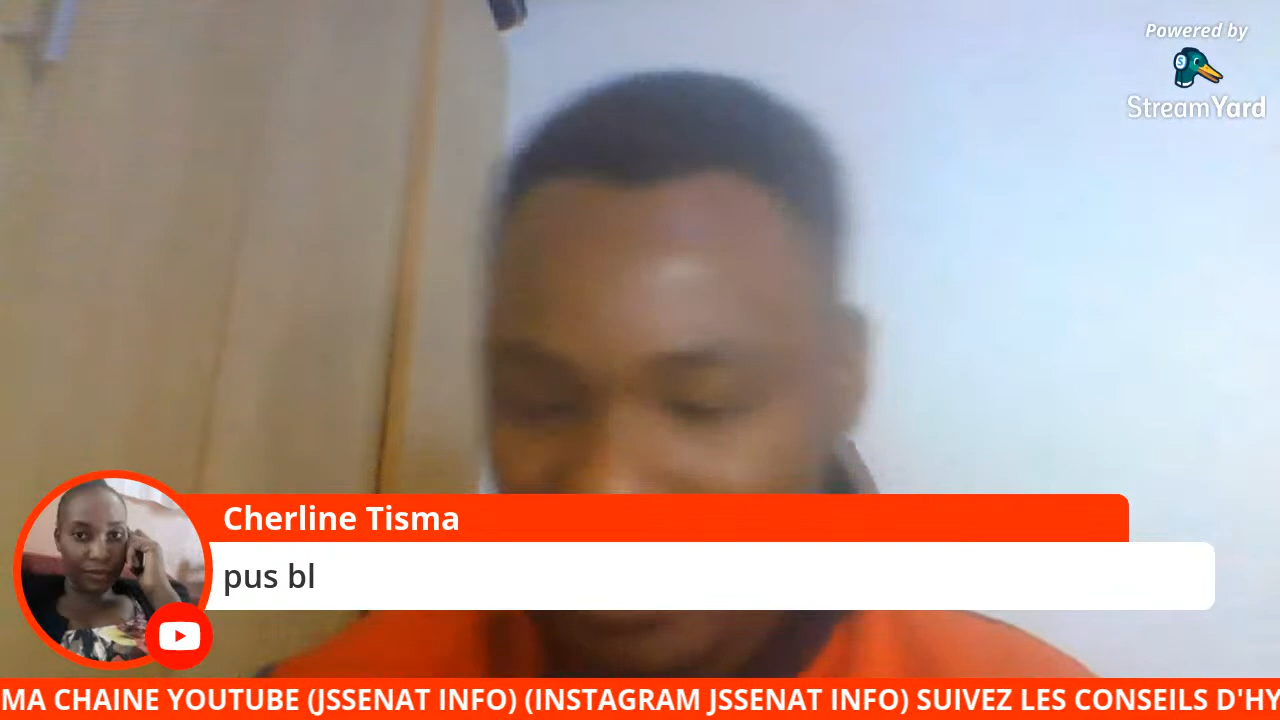 Powered by
StreamYard
Cherline Tisma
pus bl
MA CHAINE YOUTUBE (JSSENAT INFO) (INSTAGRAM JSSENAT INFO) SUIVEZ LES CONSEILS D'HY